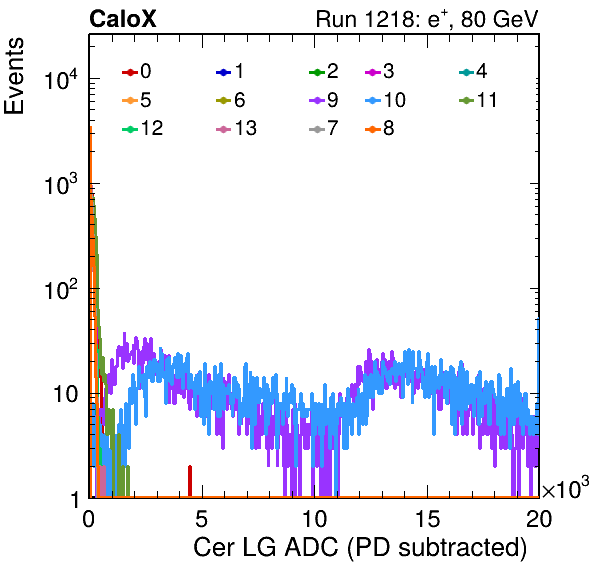 CaloX Run 1218: e⁺, 80 GeV
Events
10⁴
10³
10²
10
1
0 1 2 3 4
5 6 9 10 11
12 13 7 8
0 5 10 15 20
×10³
Cer LG ADC (PD subtracted)